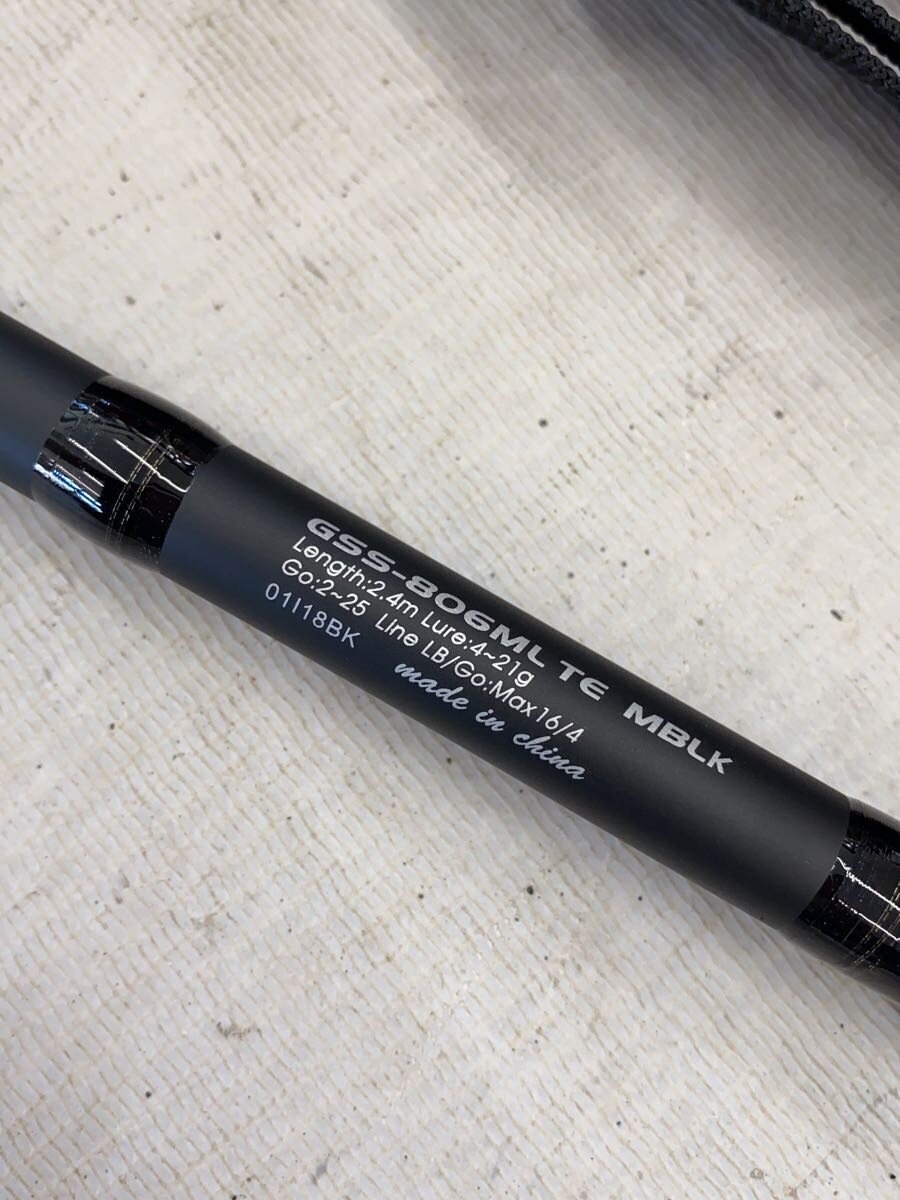 GSS-806ML TE MBLK
Length:2.4m Lure:4~21g
Go:2~25 Line LB/Go:Max16/4
01I18BK
made in china